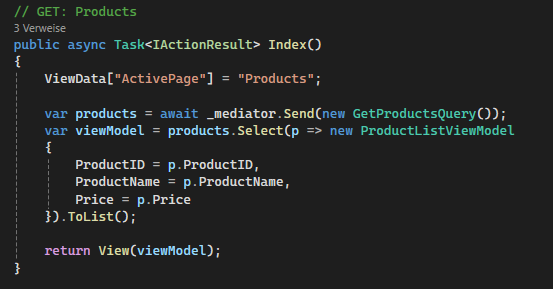 // GET: Products
3 Verweise
public async Task<IActionResult> Index()
{
ViewData["ActivePage"] = "Products";
var products = await _mediator.Send(new GetProductsQuery());
var viewModel = products.Select(p => new ProductListViewModel
{
ProductID = p.ProductID,
ProductName = p.ProductName,
Price = p.Price
}).ToList();
return View(viewModel);
}